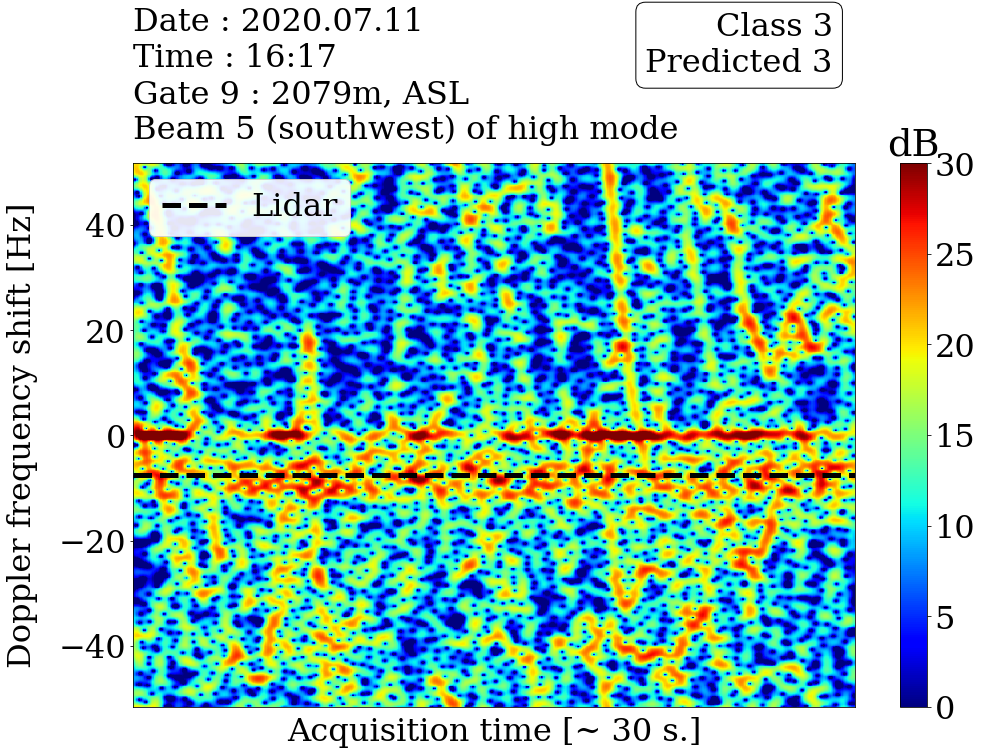 Date : 2020.07.11
Time : 16:17
Gate 9 : 2079m, ASL
Beam 5 (southwest) of high mode
Class 3
Predicted 3
dB
Lidar
Doppler frequency shift [Hz]
40
20
0
−20
−40
30
25
20
15
10
5
0
Acquisition time [~ 30 s.]